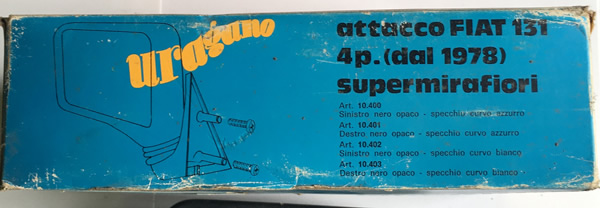 uragano
attacco FIAT 131
4p. (dal 1978)
supermirafiori
Art. 10.400
Sinistro nero opaco - specchio curvo azzurro
Art. 10.401
Destro nero opaco - specchio curvo azzurro
Art. 10.402
Sinistro nero opaco - specchio curvo bianco
Art. 10.403
Destro nero opaco - specchio curvo bianco